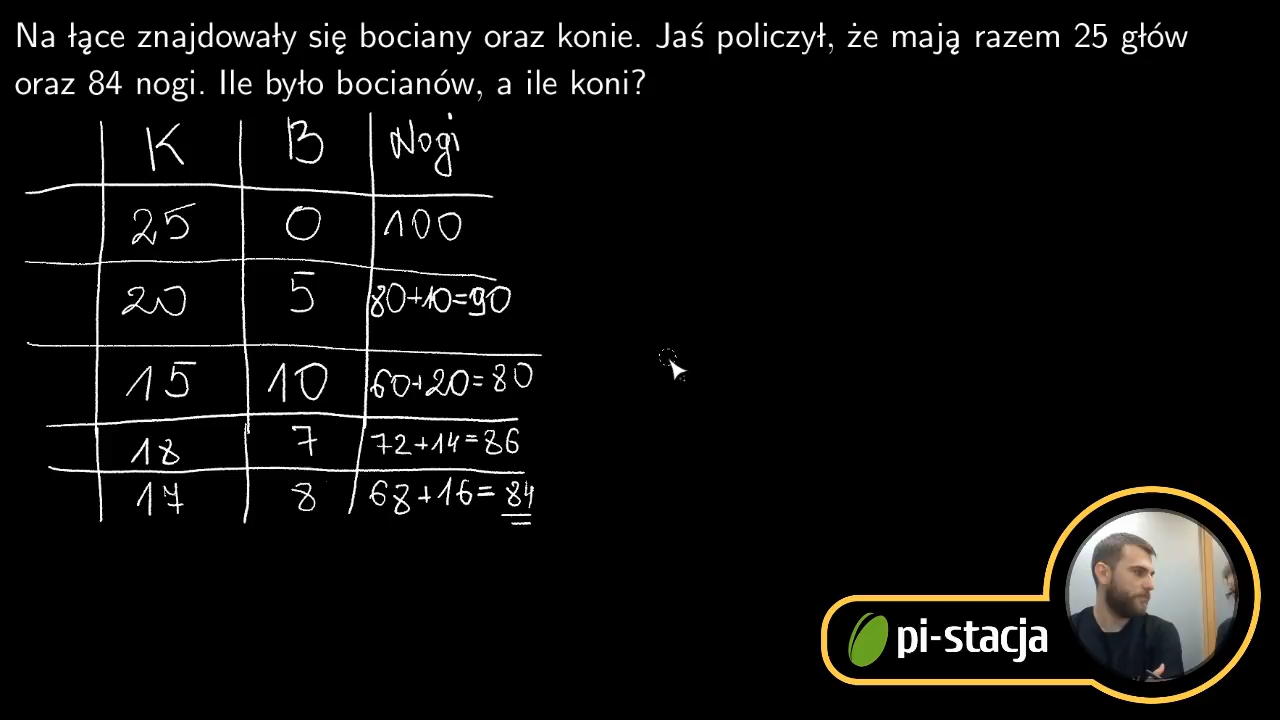 Na łące znajdowały się bociany oraz konie. Jaś policzył, że mają razem 25 głów
oraz 84 nogi. Ile było bocianów, a ile koni?
K B Nogi
25 0 100
20 5 80+10=90
15 10 60+20=80
18 7 72+14=86
17 8 68+16=84
pi-stacja